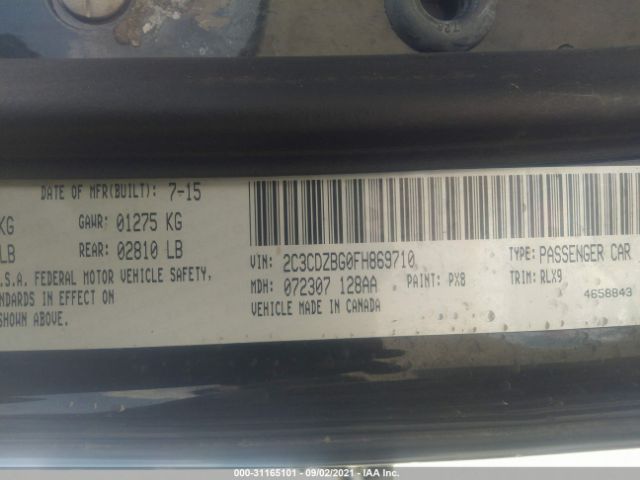 DATE OF MFR(BUILT): 7-15
KG GAWR: 01275 KG
LB REAR: 02810 LB
.S.A. FEDERAL MOTOR VEHICLE SAFETY,
ANDARDS IN EFFECT ON
SHOWN ABOVE.
VIN: 2C3CDZBG0FH869710 TYPE: PASSENGER CAR
MDH: 072307 128AA PAINT: PX8 TRIM: RLX9
VEHICLE MADE IN CANADA 4658843
000-31165101 - 09/02/2021 - IAA Inc.